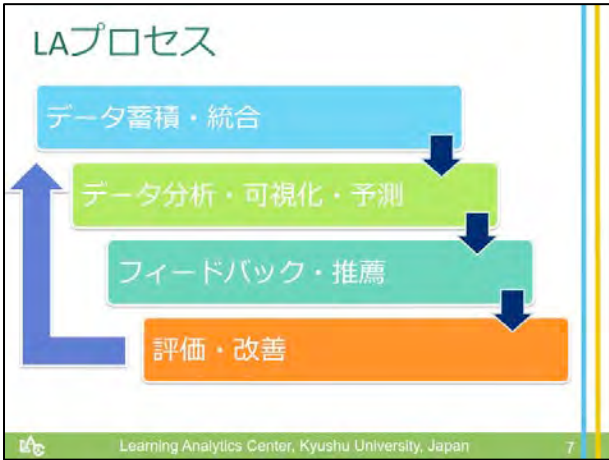 LAプロセス
データ蓄積・統合
データ分析・可視化・予測
フィードバック・推薦
評価・改善
Learning Analytics Center, Kyushu University, Japan
7